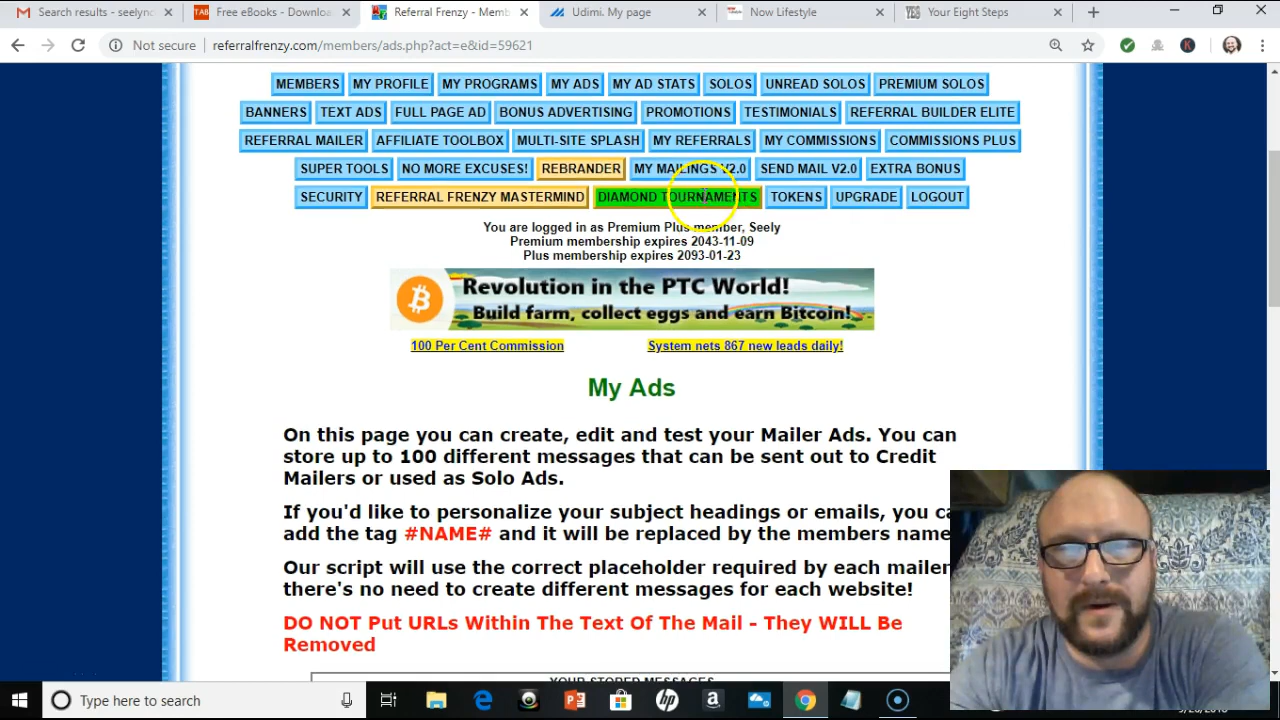 Search results - seelync
Free eBooks - Downloa
Referral Frenzy - Memb
Udimi. My page
Now Lifestyle
Your Eight Steps
Not secure referralfrenzy.com/members/ads.php?act=e&id=59621
MEMBERS MY PROFILE MY PROGRAMS MY ADS MY AD STATS SOLOS UNREAD SOLOS PREMIUM SOLOS
BANNERS TEXT ADS FULL PAGE AD BONUS ADVERTISING PROMOTIONS TESTIMONIALS REFERRAL BUILDER ELITE
REFERRAL MAILER AFFILIATE TOOLBOX MULTI-SITE SPLASH MY REFERRALS MY COMMISSIONS COMMISSIONS PLUS
SUPER TOOLS NO MORE EXCUSES! REBRANDER MY MAILINGS V2.0 SEND MAIL V2.0 EXTRA BONUS
SECURITY REFERRAL FRENZY MASTERMIND DIAMOND TOURNAMENTS TOKENS UPGRADE LOGOUT
You are logged in as Premium Plus member, Seely
Premium membership expires 2043-11-09
Plus membership expires 2093-01-23
Revolution in the PTC World!
Build farm, collect eggs and earn Bitcoin!
100 Per Cent Commission System nets 867 new leads daily!
My Ads
On this page you can create, edit and test your Mailer Ads. You can
store up to 100 different messages that can be sent out to Credit
Mailers or used as Solo Ads.
If you'd like to personalize your subject headings or emails, you ca
add the tag #NAME# and it will be replaced by the members name
Our script will use the correct placeholder required by each mailer
there's no need to create different messages for each website!
DO NOT Put URLs Within The Text Of The Mail - They WILL Be
Removed
YOUR STORED MESSAGES
Type here to search